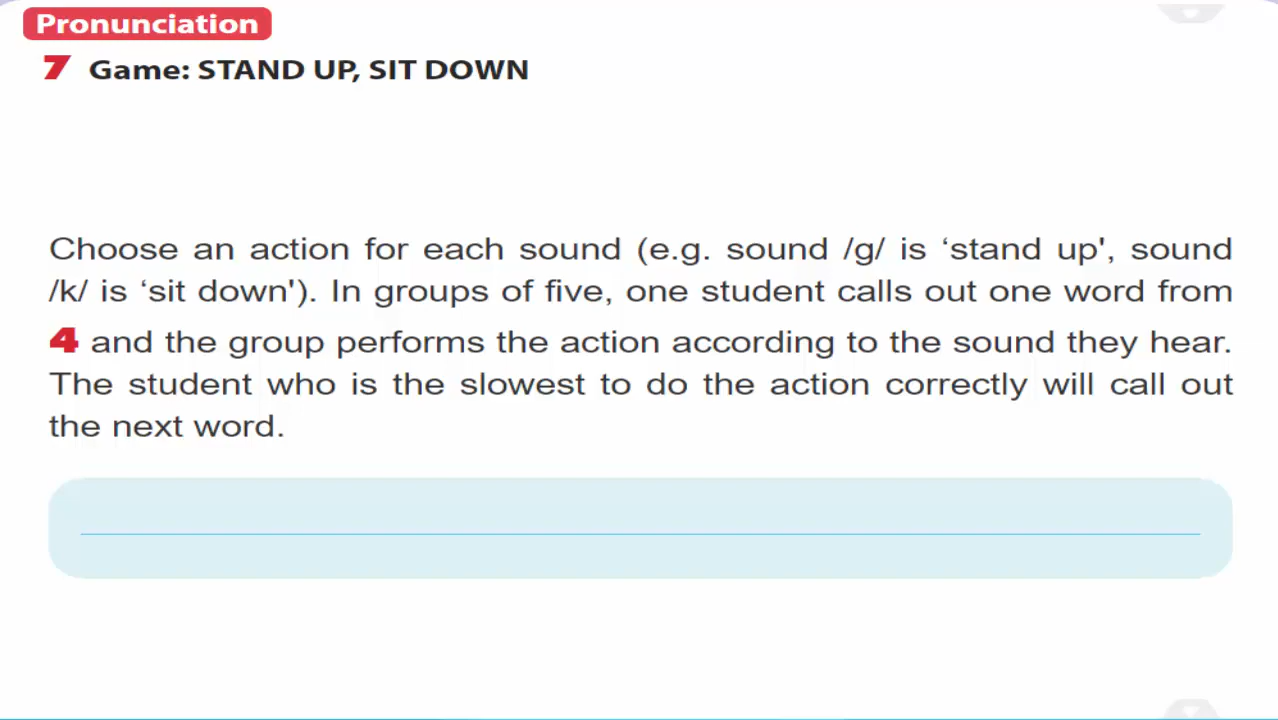 Pronunciation
7 Game: STAND UP, SIT DOWN
Choose an action for each sound (e.g. sound /g/ is ‘stand up', sound
/k/ is ‘sit down'). In groups of five, one student calls out one word from
4 and the group performs the action according to the sound they hear.
The student who is the slowest to do the action correctly will call out
the next word.